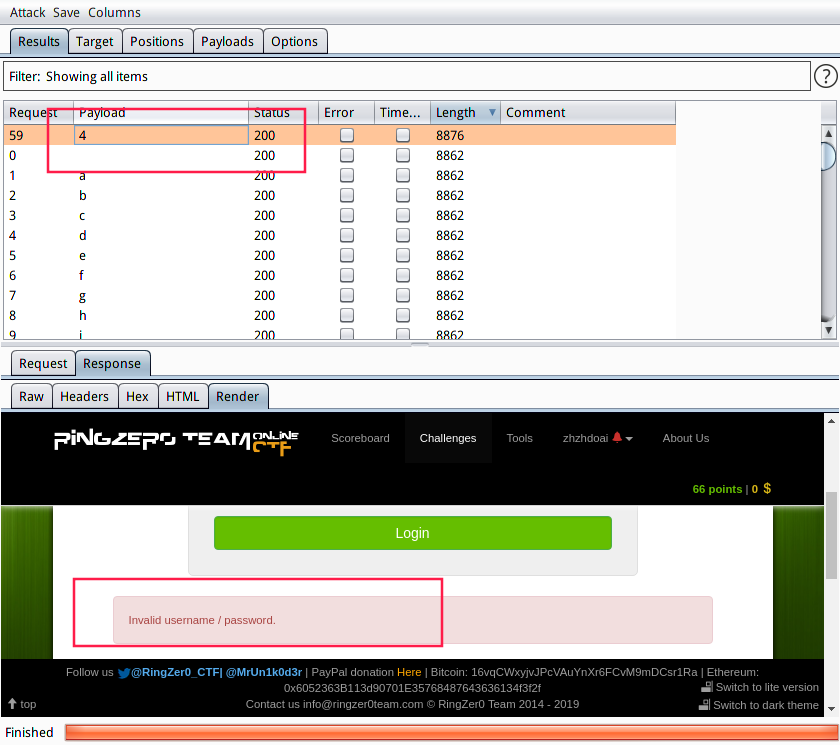 Attack Save Columns
Results Target Positions Payloads Options
Filter: Showing all items ?
Request Payload Status Error Time... Length Comment
59 4 200 8876
0 200 8862
1 a 200 8862
2 b 200 8862
3 c 200 8862
4 d 200 8862
5 e 200 8862
6 f 200 8862
7 g 200 8862
8 h 200 8862
9 i 200 8862
Request Response
Raw Headers Hex HTML Render
RiNGZER0 TEAM ONLiNE CTF Scoreboard Challenges Tools zhzhdoai About Us
66 points | 0 $
Login
Invalid username / password.
Follow us @RingZer0_CTF| @MrUn1k0d3r | PayPal donation Here | Bitcoin: 16vqCWxyjvJPcVAuYnXr6FCvM9mDCsr1Ra | Ethereum:
0x6052363B113d90701E35768487643636134f3f2f
Switch to lite version
top Contact us info@ringzer0team.com © RingZer0 Team 2014 - 2019 Switch to dark theme
Finished